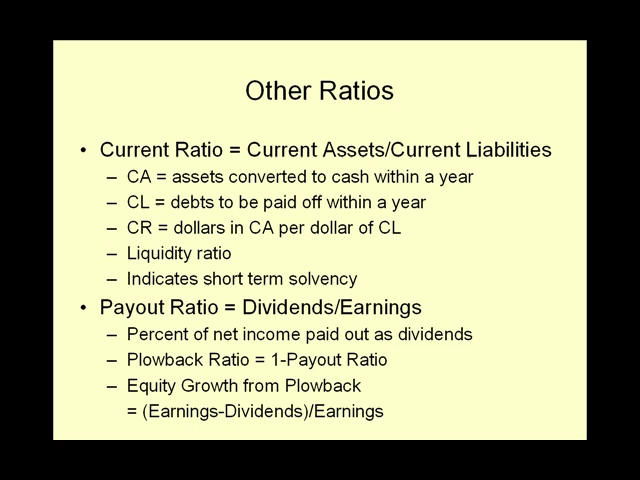 Other Ratios
• Current Ratio = Current Assets/Current Liabilities
– CA = assets converted to cash within a year
– CL = debts to be paid off within a year
– CR = dollars in CA per dollar of CL
– Liquidity ratio
– Indicates short term solvency
• Payout Ratio = Dividends/Earnings
– Percent of net income paid out as dividends
– Plowback Ratio = 1-Payout Ratio
– Equity Growth from Plowback
= (Earnings-Dividends)/Earnings